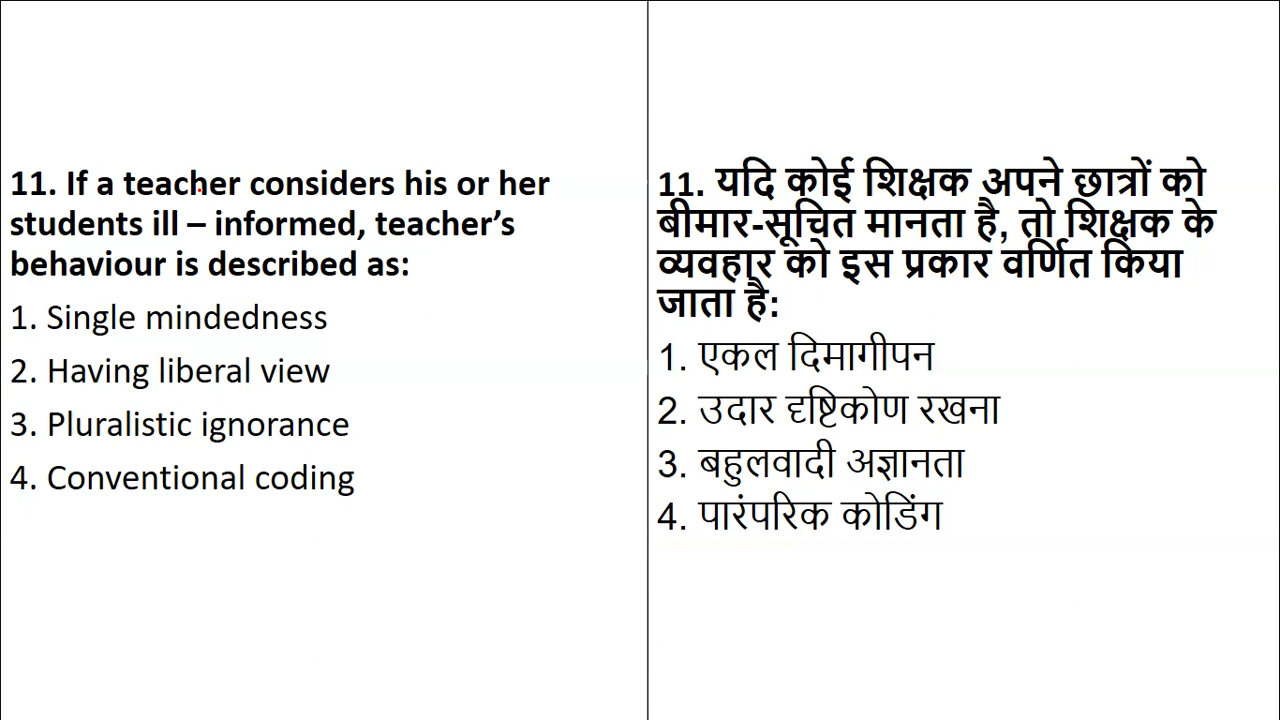 11. If a teacher considers his or her
students ill – informed, teacher’s
behaviour is described as:
1. Single mindedness
2. Having liberal view
3. Pluralistic ignorance
4. Conventional coding
11. यदि कोई शिक्षक अपने छात्रों को
बीमार-सूचित मानता है, तो शिक्षक के
व्यवहार को इस प्रकार वर्णित किया
जाता है:
1. एकल दिमागीपन
2. उदार दृष्टिकोण रखना
3. बहुलवादी अज्ञानता
4. पारंपरिक कोडिंग